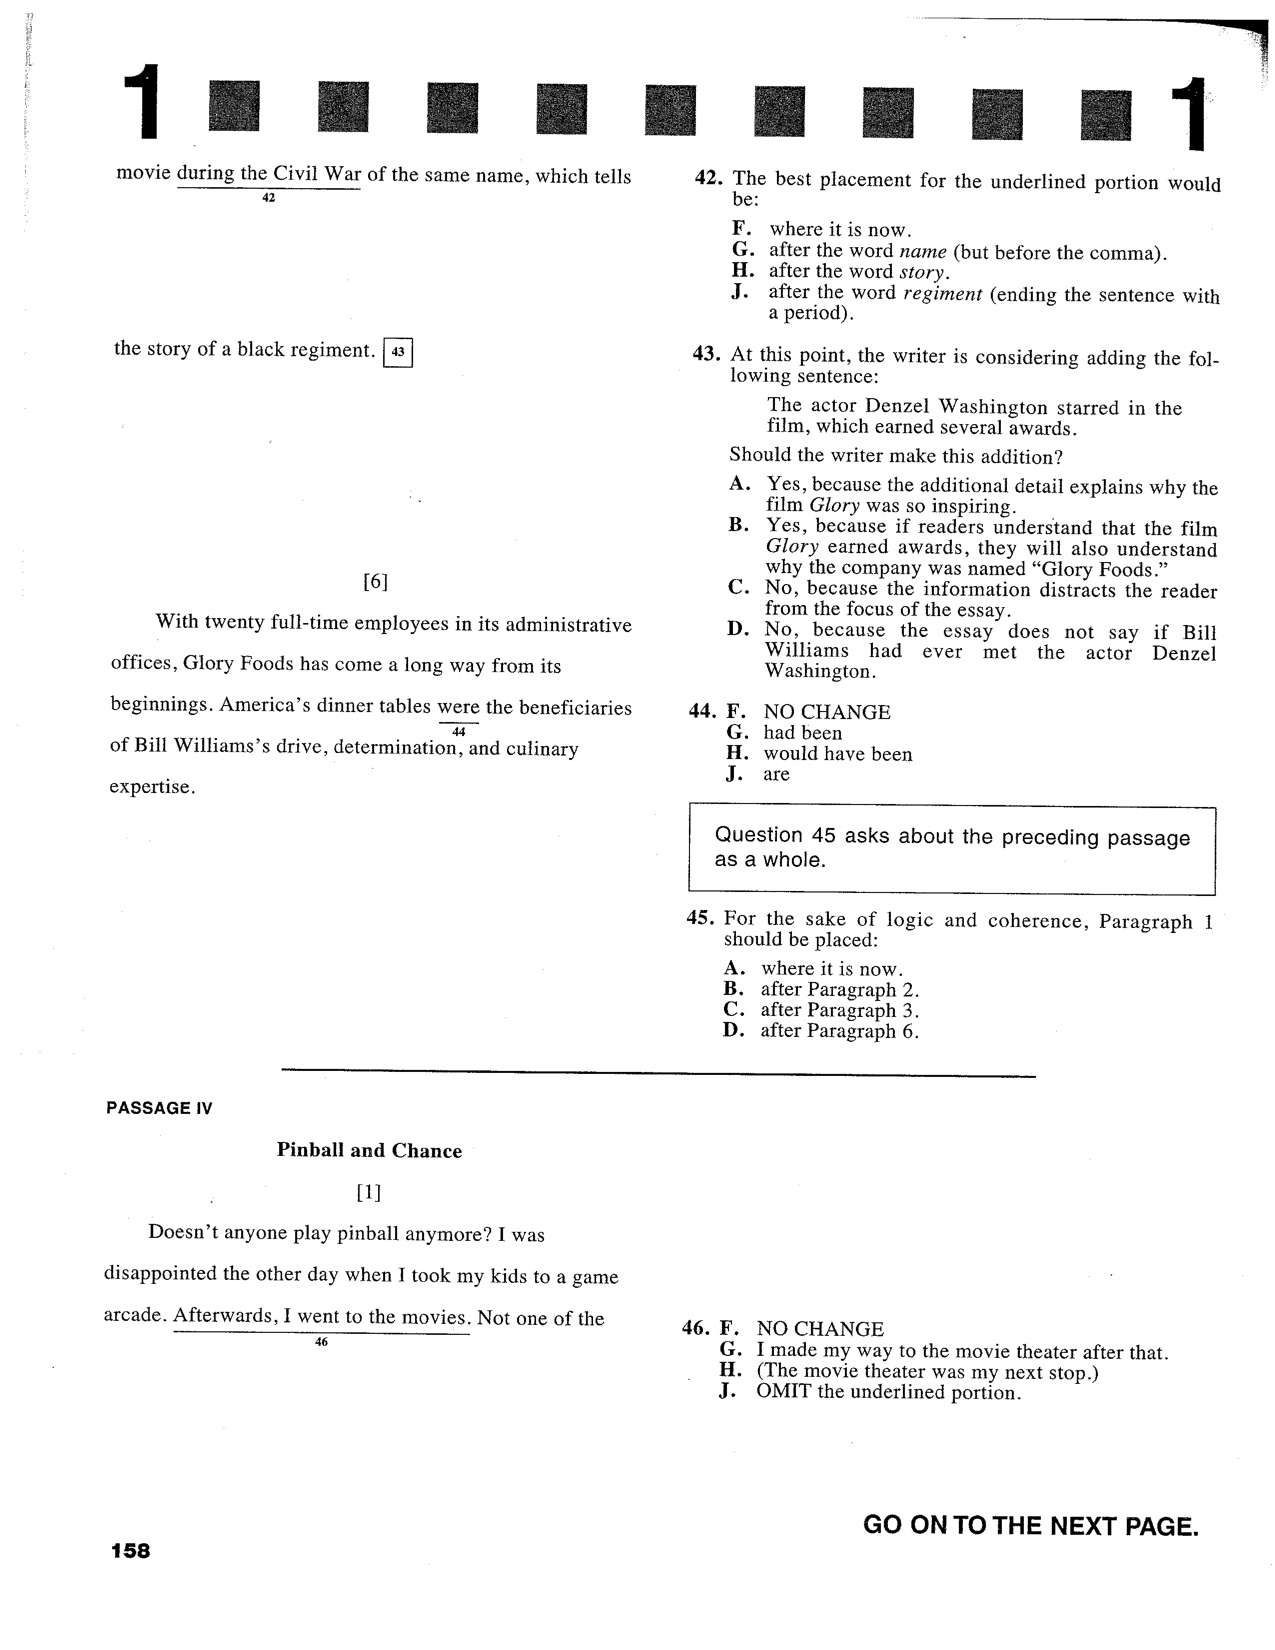 1 1
movie during the Civil War of the same name, which tells
42
the story of a black regiment. 43
[6]
With twenty full-time employees in its administrative
offices, Glory Foods has come a long way from its
beginnings. America's dinner tables were the beneficiaries
44
of Bill Williams's drive, determination, and culinary
expertise.
42. The best placement for the underlined portion would
be:
F. where it is now.
G. after the word name (but before the comma).
H. after the word story.
J. after the word regiment (ending the sentence with
a period).
43. At this point, the writer is considering adding the fol-
lowing sentence:
The actor Denzel Washington starred in the
film, which earned several awards.
Should the writer make this addition?
A. Yes, because the additional detail explains why the
film Glory was so inspiring.
B. Yes, because if readers understand that the film
Glory earned awards, they will also understand
why the company was named "Glory Foods."
C. No, because the information distracts the reader
from the focus of the essay.
D. No, because the essay does not say if Bill
Williams had ever met the actor Denzel
Washington.
44. F. NO CHANGE
G. had been
H. would have been
J. are
Question 45 asks about the preceding passage
as a whole.
45. For the sake of logic and coherence, Paragraph 1
should be placed:
A. where it is now.
B. after Paragraph 2.
C. after Paragraph 3.
D. after Paragraph 6.
PASSAGE IV
Pinball and Chance
[1]
Doesn't anyone play pinball anymore? I was
disappointed the other day when I took my kids to a game
arcade. Afterwards, I went to the movies. Not one of the
46
46. F. NO CHANGE
G. I made my way to the movie theater after that.
H. (The movie theater was my next stop.)
J. OMIT the underlined portion.
GO ON TO THE NEXT PAGE.
158